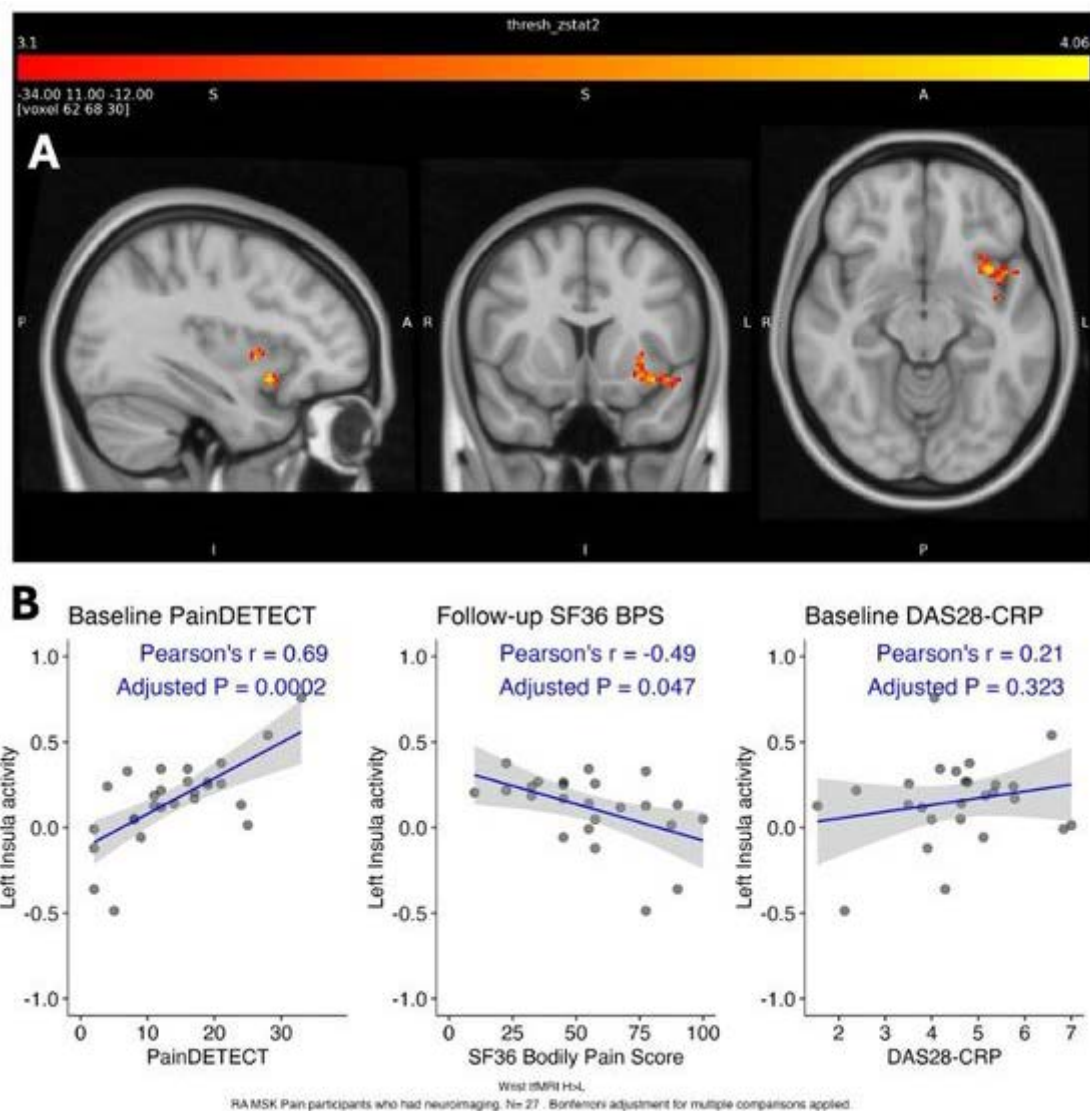 thresh_zstat2
3.1 4.06
-34.00 11.00 -12.00 S S A
[voxel 62 68 30]
A
P A R L R L
I I P
B
Baseline PainDETECT Follow-up SF36 BPS Baseline DAS28-CRP
Pearson's r = 0.69 Pearson's r = -0.49 Pearson's r = 0.21
Adjusted P = 0.0002 Adjusted P = 0.047 Adjusted P = 0.323
Left Insula activity Left Insula activity Left Insula activity
1.0 1.0 1.0
0.5 0.5 0.5
0.0 0.0 0.0
-0.5 -0.5 -0.5
-1.0 -1.0 -1.0
0 10 20 30 0 25 50 75 100 2 3 4 5 6 7
PainDETECT SF36 Bodily Pain Score DAS28-CRP
Wrist tfMRI H>L
RA MSK Pain participants who had neuroimaging. N= 27 . Bonferroni adjustment for multiple comparisons applied.